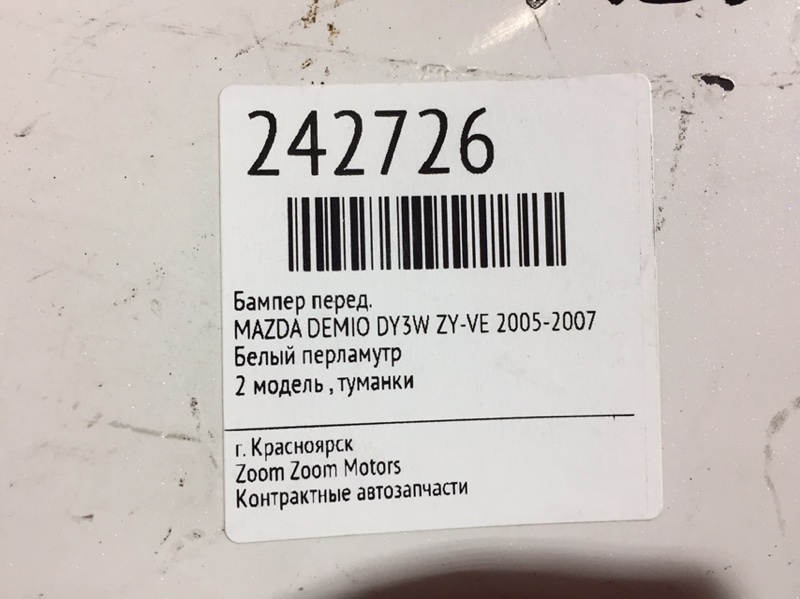 242726
Бампер перед.
MAZDA DEMIO DY3W ZY-VE 2005-2007
Белый перламутр
2 модель , туманки
г. Красноярск
Zoom Zoom Motors
Контрактные автозапчасти